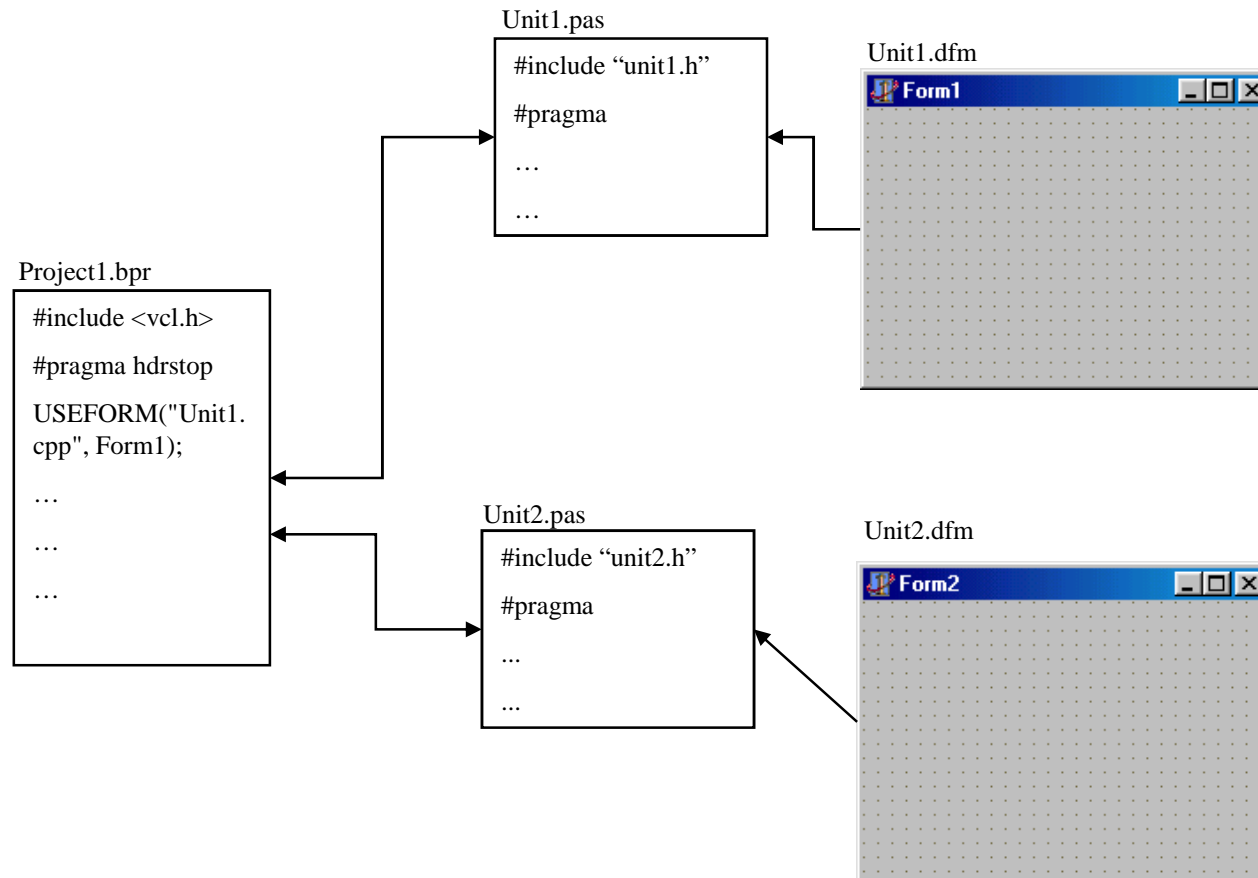 Unit1.pas
#include “unit1.h”
#pragma
…
…
Unit1.dfm
Form1
Project1.bpr
#include <vcl.h>
#pragma hdrstop
USEFORM("Unit1.
cpp", Form1);
…
…
…
Unit2.pas
#include “unit2.h”
#pragma
...
...
Unit2.dfm
Form2